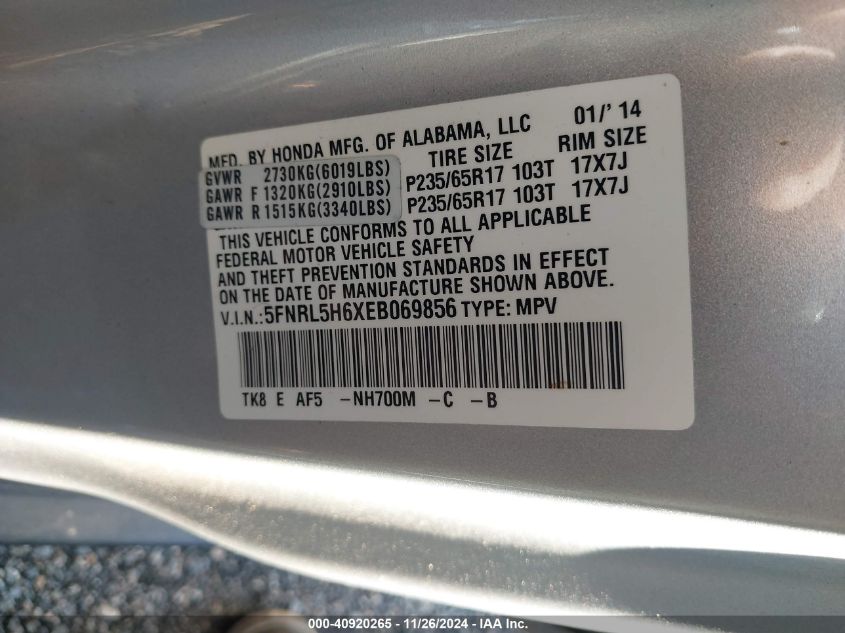 MFD. BY HONDA MFG. OF ALABAMA, LLC 01/' 14
TIRE SIZE RIM SIZE
GVWR 2730KG(6019LBS)
GAWR F 1320KG(2910LBS) P235/65R17 103T 17X7J
GAWR R 1515KG(3340LBS) P235/65R17 103T 17X7J
THIS VEHICLE CONFORMS TO ALL APPLICABLE
FEDERAL MOTOR VEHICLE SAFETY
AND THEFT PREVENTION STANDARDS IN EFFECT
ON THE DATE OF MANUFACTURE SHOWN ABOVE.
V.I.N.:5FNRL5H6XEB069856 TYPE: MPV
TK8 E AF5 -NH700M -C -B
000-40920265 - 11/26/2024 - IAA Inc.